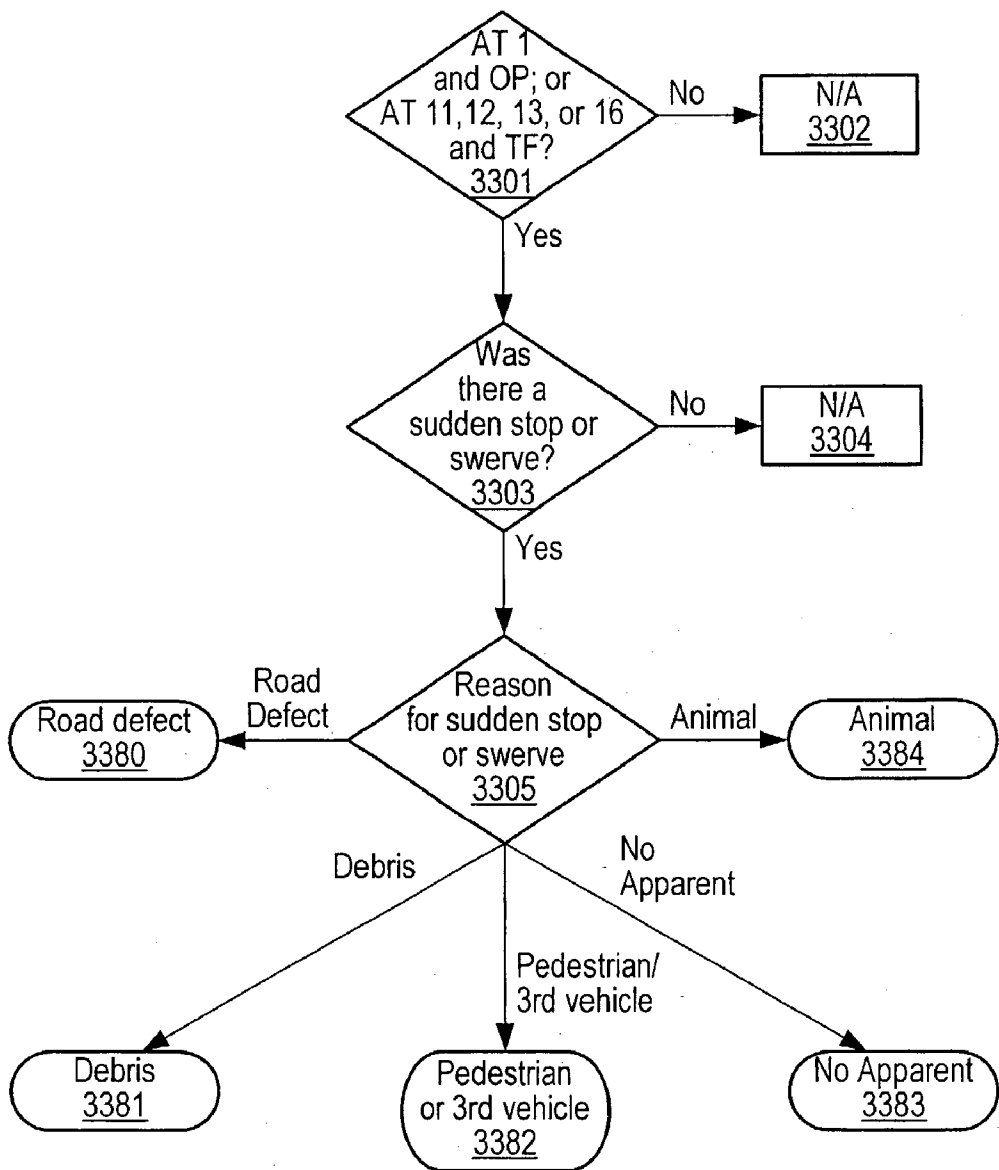 AT 1
and OP; or
AT 11,12, 13, or 16
and TF?
3301
No
N/A
3302
Yes
Was
there a
sudden stop or
swerve?
3303
No
N/A
3304
Yes
Reason
for sudden stop
or swerve
3305
Road
Defect
Road defect
3380
Animal
Animal
3384
Debris
No
Apparent
Pedestrian/
3rd vehicle
Debris
3381
Pedestrian
or 3rd vehicle
3382
No Apparent
3383